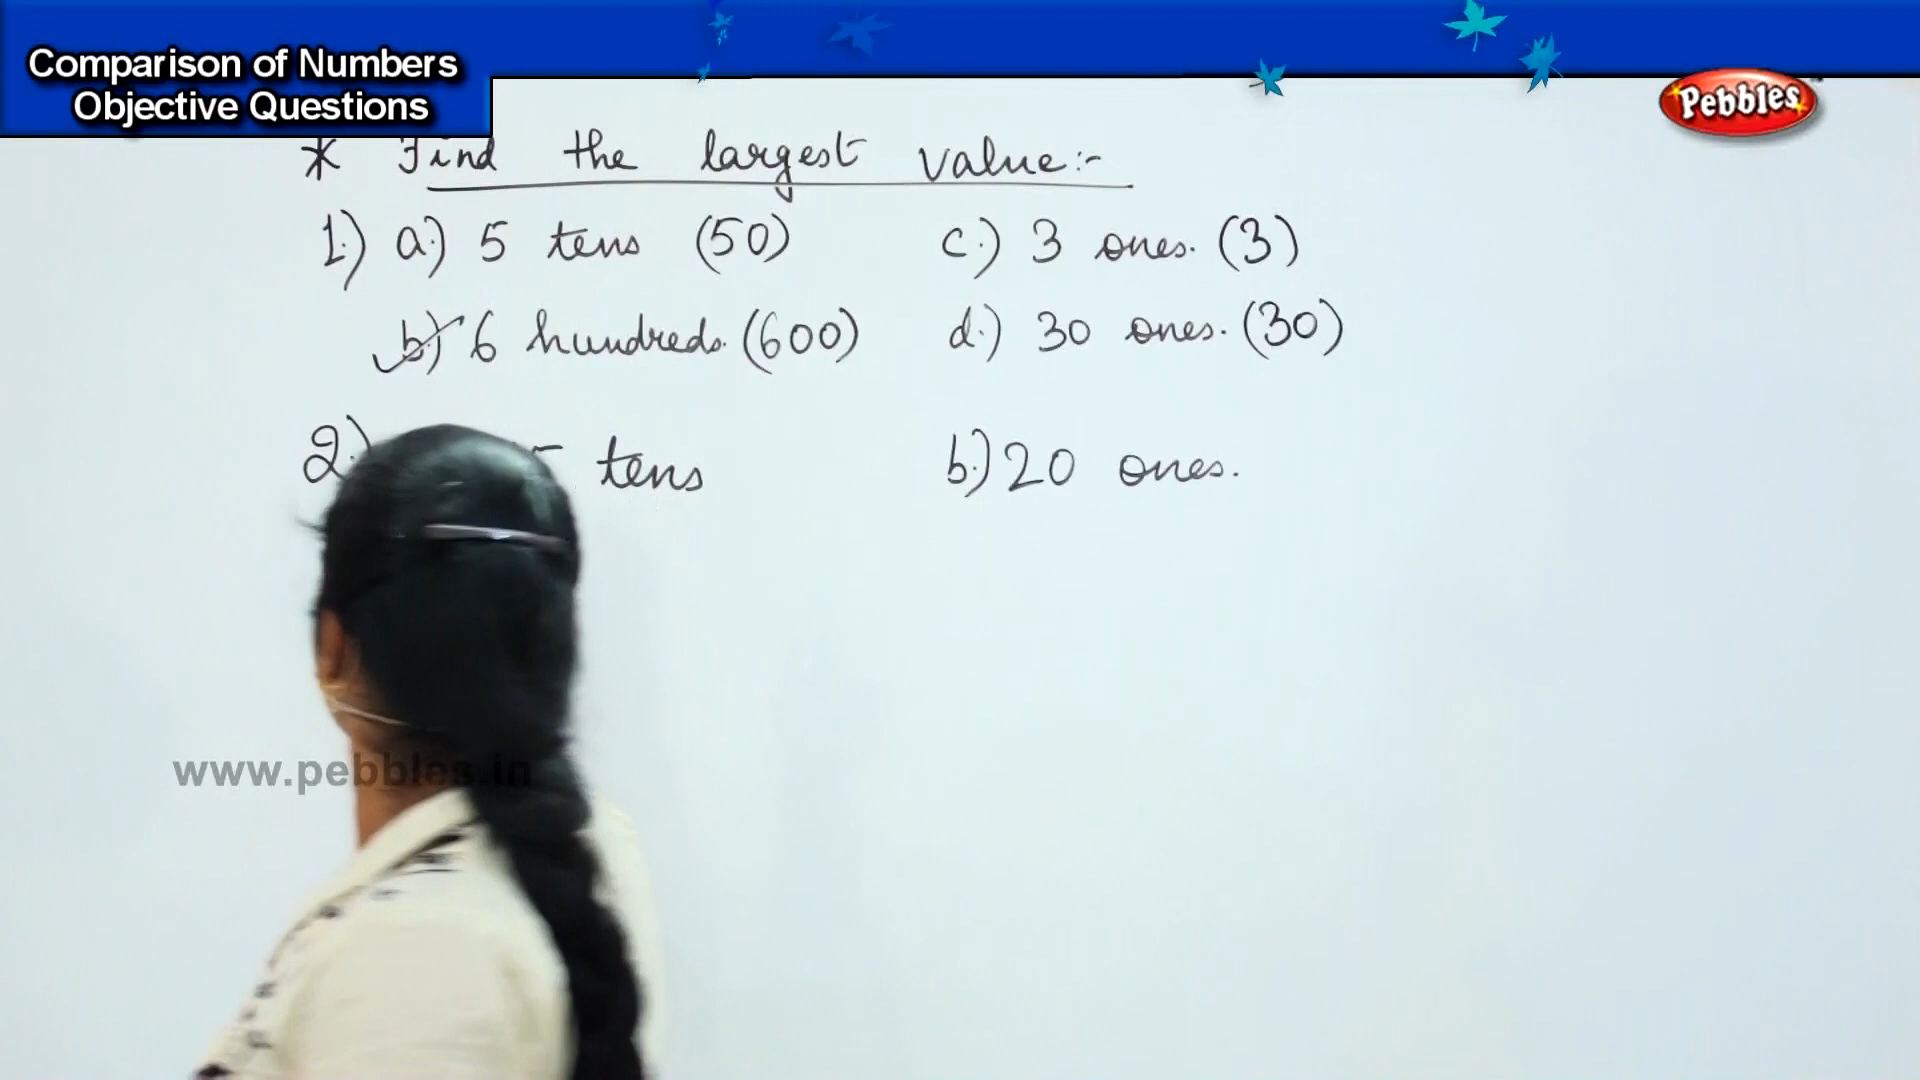 Comparison of Numbers
Objective Questions
Pebbles
* Find the largest value:-
1.) a.) 5 tens (50) c.) 3 ones. (3)
b.) 6 hundreds. (600) d.) 30 ones. (30)
2.) tens b.) 20 ones.
www.pebbles.in